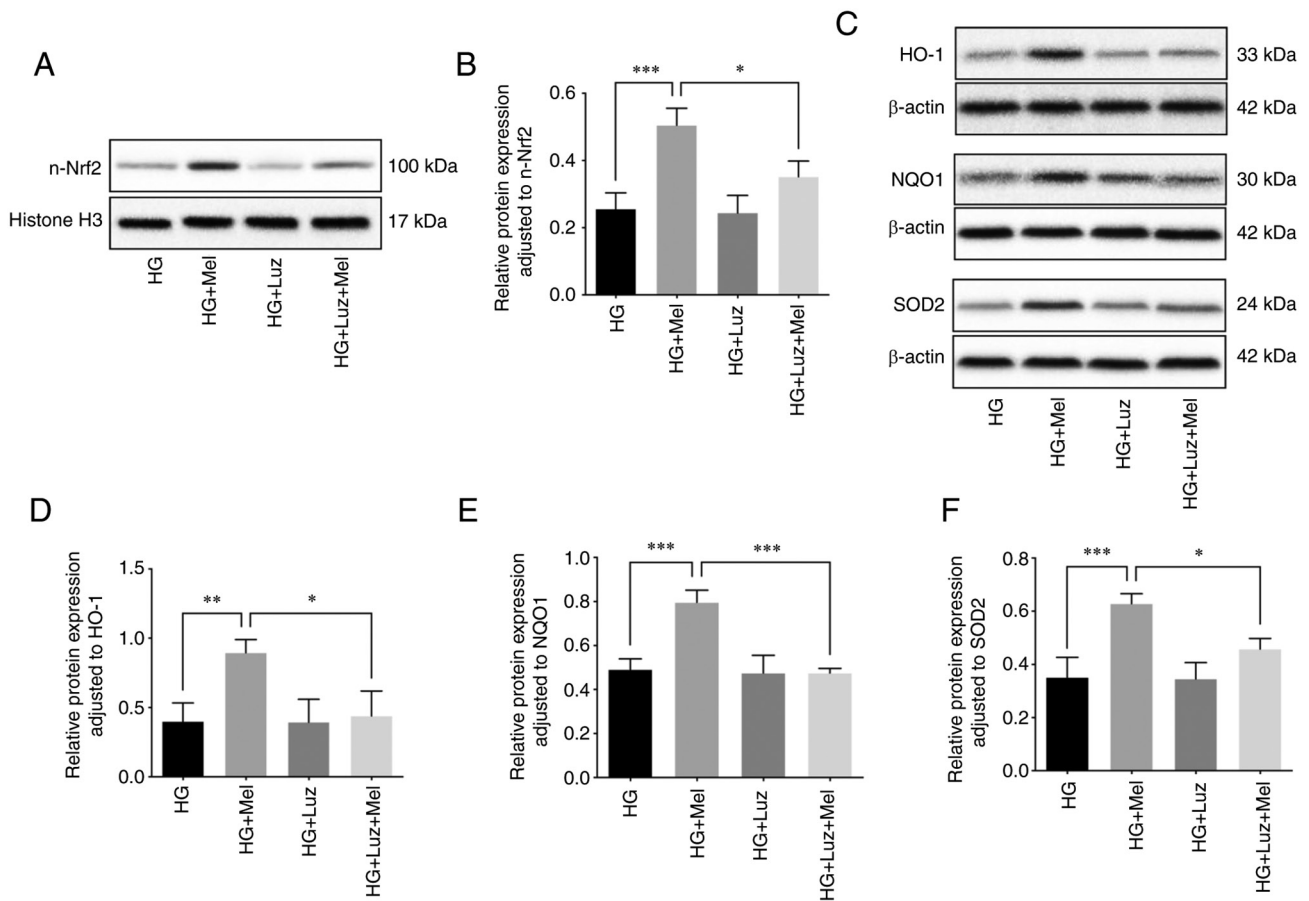 A
n-Nrf2
100 kDa
Histone H3
17 kDa
HG
HG+Mel
HG+Luz
HG+Luz+Mel
B
Relative protein expression
adjusted to n-Nrf2
***
*
0.6
0.4
0.2
0.0
HG
HG+Mel
HG+Luz
HG+Luz+Mel
C
HO-1
33 kDa
β-actin
42 kDa
NQO1
30 kDa
β-actin
42 kDa
SOD2
24 kDa
β-actin
42 kDa
HG
HG+Mel
HG+Luz
HG+Luz+Mel
D
Relative protein expression
adjusted to HO-1
**
*
1.5
1.0
0.5
0.0
HG
HG+Mel
HG+Luz
HG+Luz+Mel
E
Relative protein expression
adjusted to NQO1
***
***
1.0
0.8
0.6
0.4
0.2
0.0
HG
HG+Mel
HG+Luz
HG+Luz+Mel
F
Relative protein expression
adjusted to SOD2
***
*
0.8
0.6
0.4
0.2
0.0
HG
HG+Mel
HG+Luz
HG+Luz+Mel